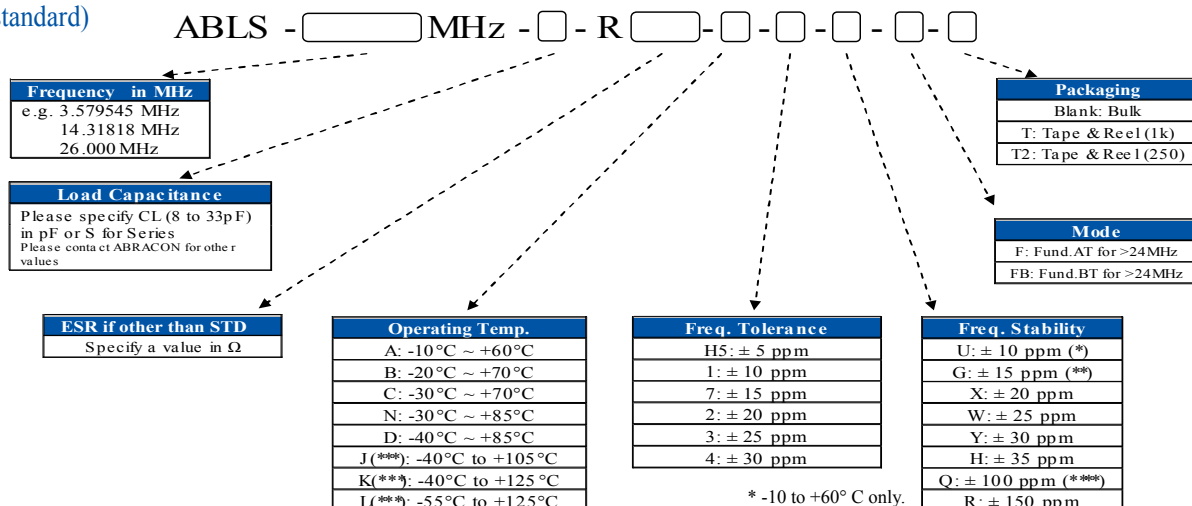 standard)
ABLS - MHz - - R - - - - -
Frequency in MHz
e.g. 3.579545 MHz
14.31818 MHz
26.000 MHz
Load Capacitance
Please specify CL (8 to 33pF)
in pF or S for Series
Please contact ABRACON for other
values
ESR if other than STD
Specify a value in Ω
Operating Temp.
A: -10°C ~ +60°C
B: -20°C ~ +70°C
C: -30°C ~ +70°C
N: -30°C ~ +85°C
D: -40°C ~ +85°C
J(***): -40°C to +105°C
K(***): -40°C to +125°C
L(***): -55°C to +125°C
Freq. Tolerance
H5: ± 5 ppm
1: ± 10 ppm
7: ± 15 ppm
2: ± 20 ppm
3: ± 25 ppm
4: ± 30 ppm
* -10 to +60° C only.
Freq. Stability
U: ± 10 ppm (*)
G: ± 15 ppm (**)
X: ± 20 ppm
W: ± 25 ppm
Y: ± 30 ppm
H: ± 35 ppm
Q: ± 100 ppm (****)
R: ± 150 ppm
Mode
F: Fund.AT for >24MHz
FB: Fund.BT for >24MHz
Packaging
Blank: Bulk
T: Tape & Reel (1k)
T2: Tape & Reel (250)